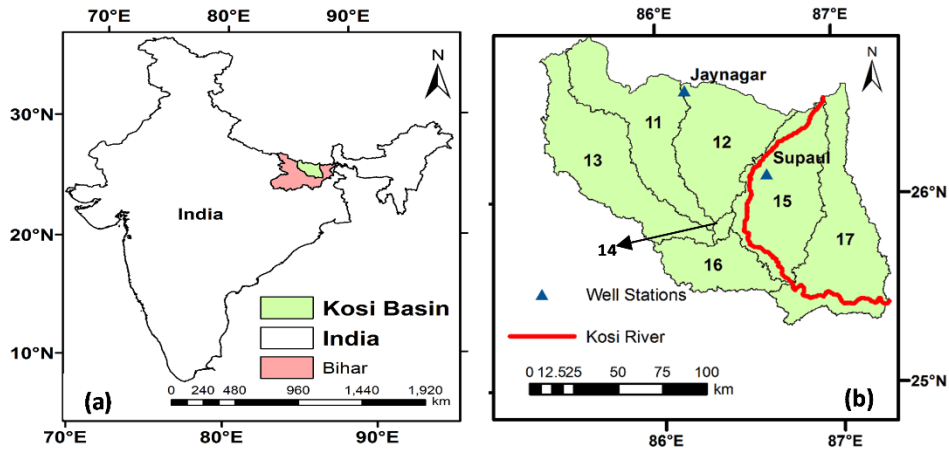 70°E 80°E 90°E
N
30°N
20°N
10°N
India
Kosi Basin
India
Bihar
0 240 480 960 1,440 1,920
km
(a)
70°E 80°E 90°E
86°E 87°E
N
Jaynagar
11
12
13
Supaul
15
26°N
17
14
16
Well Stations
Kosi River
0 12.525 50 75 100
km
25°N
(b)
86°E 87°E